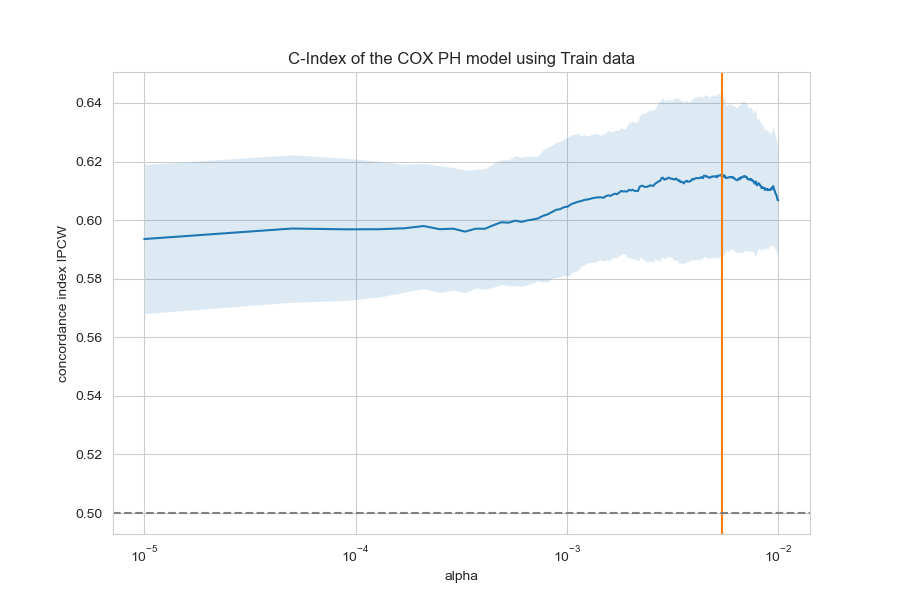 C-Index of the COX PH model using Train data
concordance index IPCW
0.64
0.62
0.60
0.58
0.56
0.54
0.52
0.50
10⁻⁵ 10⁻⁴ 10⁻³ 10⁻²
alpha